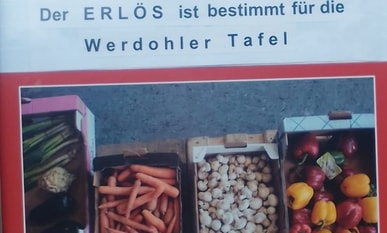 Der ERLÖS ist bestimmt für die
Werdohler Tafel